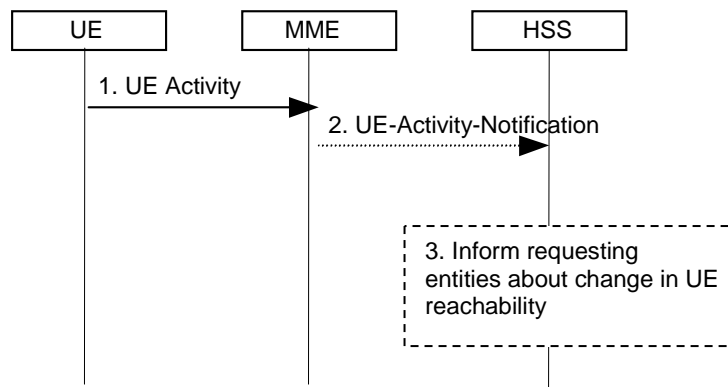 UE
MME
HSS
1. UE Activity
2. UE-Activity-Notification
3. Inform requesting
entities about change in UE
reachability